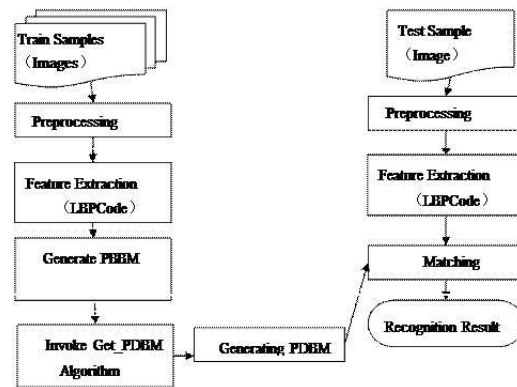 Train Samples
（Images）
Preprocessing
Feature Extraction
（LBPCode）
Generate PBBM
Invoke Get_PDBM
Algorithm
Generating PDBM
Test Sample
（Image）
Preprocessing
Feature Extraction
（LBPCode）
Matching
Recognition Result